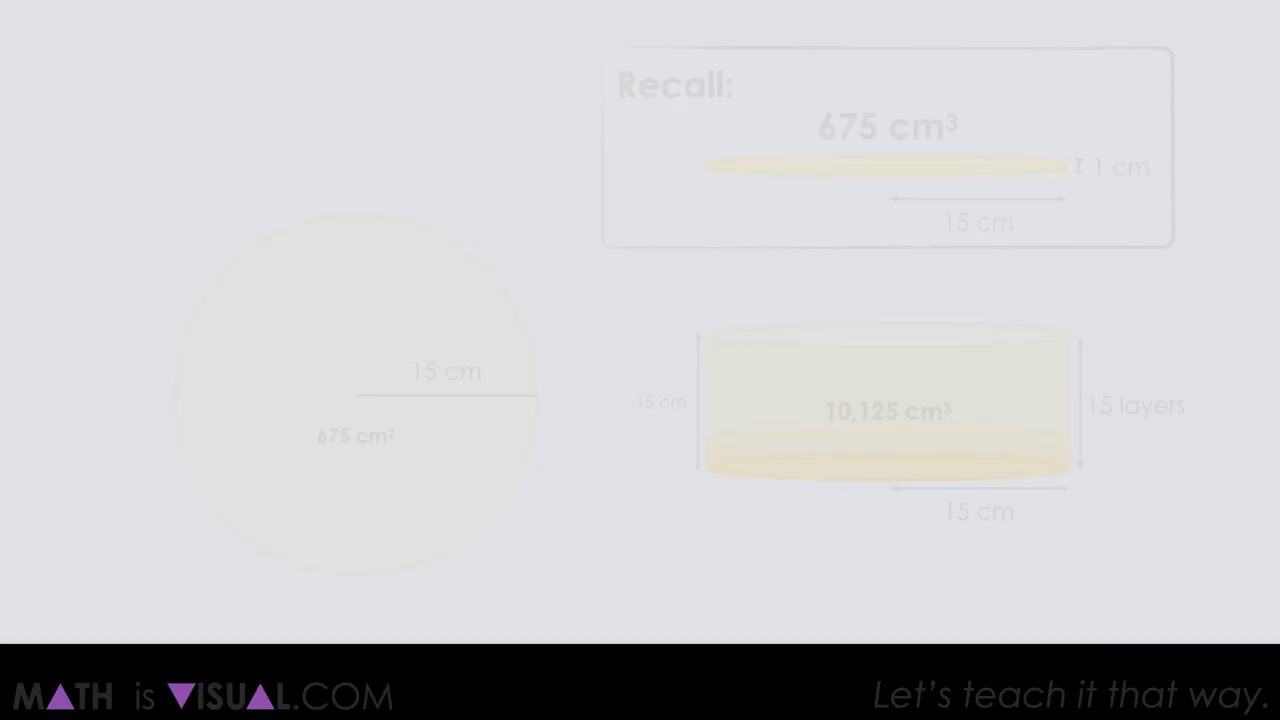 Recall:
675 cm³
1 cm
15 cm
15 cm
675 cm²
15 cm
10,125 cm³
15 layers
15 cm
MATH is VISUAL.COM
Let's teach it that way.